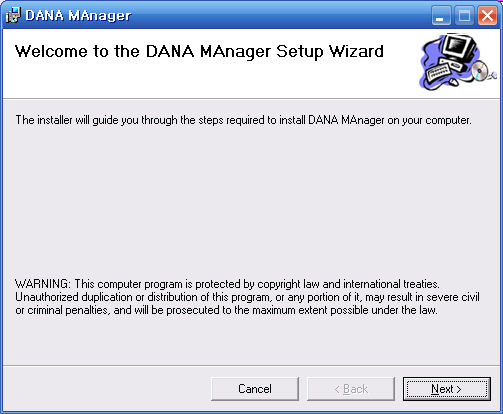 DANA MAnager
Welcome to the DANA MAnager Setup Wizard
The installer will guide you through the steps required to install DANA MAnager on your computer.
WARNING: This computer program is protected by copyright law and international treaties.
Unauthorized duplication or distribution of this program, or any portion of it, may result in severe civil
or criminal penalties, and will be prosecuted to the maximum extent possible under the law.
Cancel
< Back
Next >